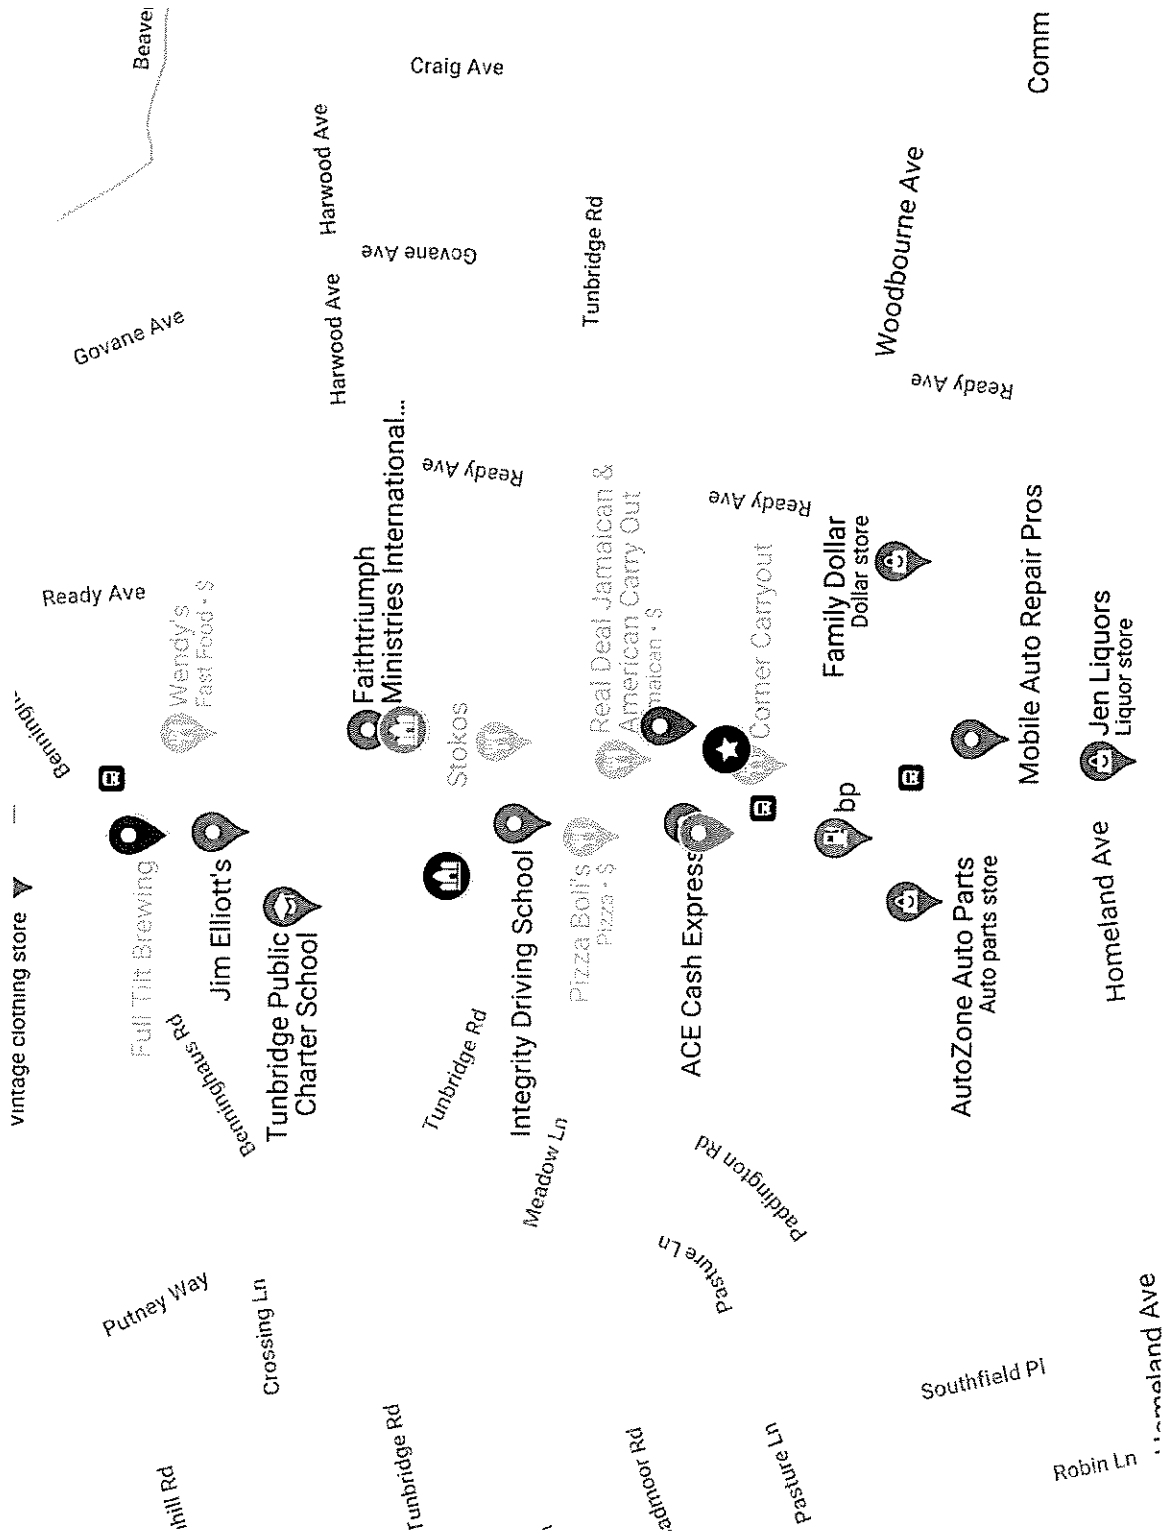 Vintage clothing store
Ready Ave
Govane Ave
Full Tilt Brewing
Putney Way
Wendy's
Fast Food · $
Benninghaus Rd
Jim Elliott's
Crossing Ln
Tunbridge Public
Charter School
Harwood Ave
Harwood Ave
Faithtriumph
Ministries International...
Tunbridge Rd
Govane Ave
Tunbridge Rd
Stokos
Craig Ave
Ready Ave
Integrity Driving School
Meadow Ln
Pizza Boli's
Pizza · $
Tunbridge Rd
Real Deal Jamaican &
American Carry Out
maican · $
ACE Cash Express
Pasture Ln
Paddington Rd
Corner Carryout
Ready Ave
Pasture Ln
Family Dollar
Dollar store
bp
Woodbourne Ave
Ready Ave
AutoZone Auto Parts
Auto parts store
Southfield Pl
Mobile Auto Repair Pros
Comm
Robin Ln
Jen Liquors
Liquor store
Homeland Ave
Homeland Ave